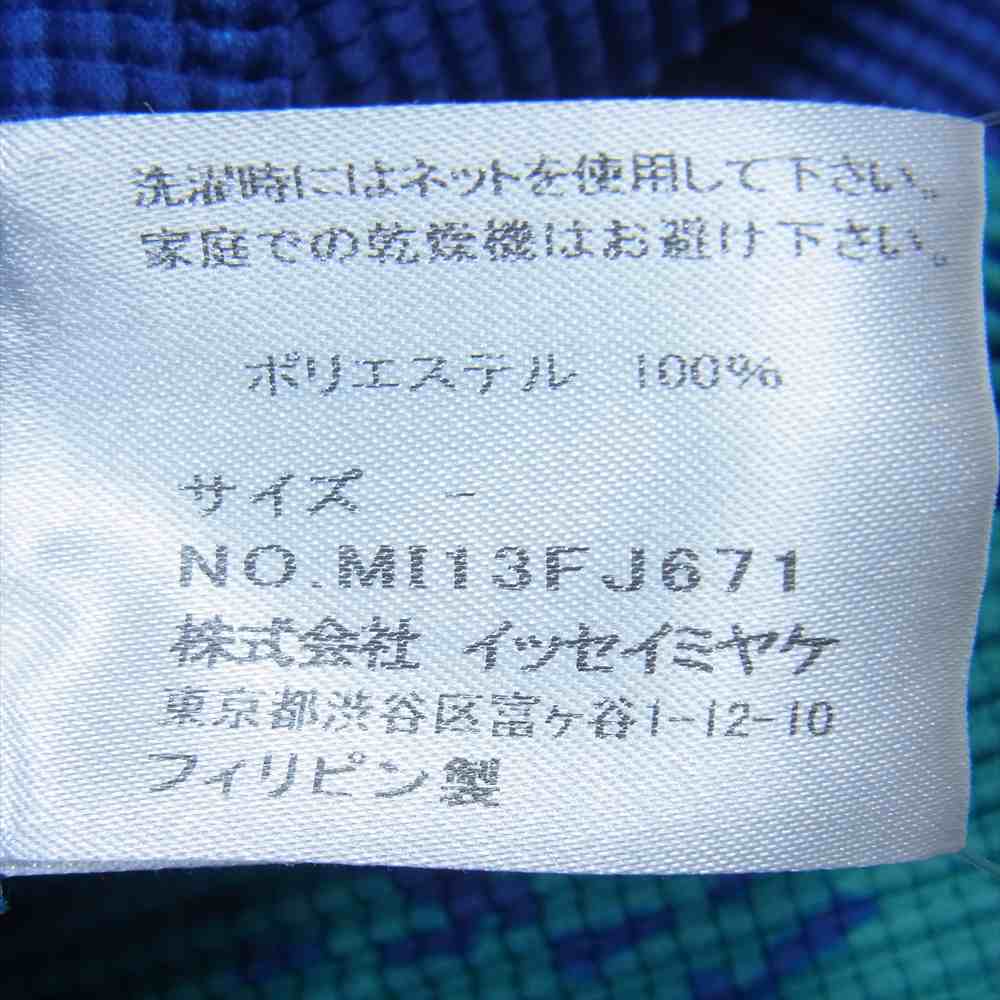 洗濯時にはネットを使用して下さい。
家庭での乾燥機はお避け下さい。
ポリエステル 100%
サイズ -
NO.MI13FJ671
株式会社 イッセイミヤケ
東京都渋谷区富ヶ谷1-12-10
フィリピン製